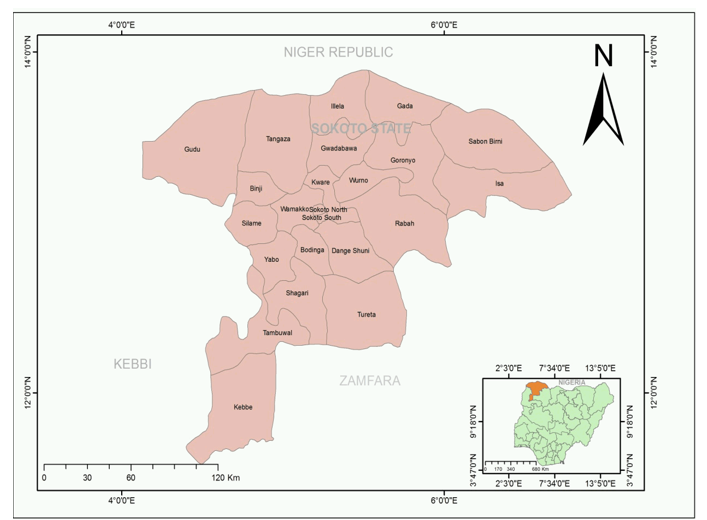 4°0'0"E
6°0'0"E
NIGER REPUBLIC
14°0'0"N
14°0'0"N
N
Illela
Gada
SOKOTO STATE
Tangaza
Gudu
Gwadabawa
Sabon Birni
Goronyo
Kware
Wurno
Isa
Binji
Wamakko
Sokoto North
Sokoto South
Silame
Rabah
Bodinga
Dange Shuni
Yabo
Shagari
Tureta
Tambuwal
KEBBI
ZAMFARA
Kebbe
12°0'0"N
12°0'0"N
2°3'0"E
7°34'0"E
13°5'0"E
NIGERIA
9°18'0"N
9°18'0"N
3°47'0"N
3°47'0"N
0 170 340 680 Km
2°3'0"E
7°34'0"E
13°5'0"E
0 30 60 120 Km
4°0'0"E
6°0'0"E